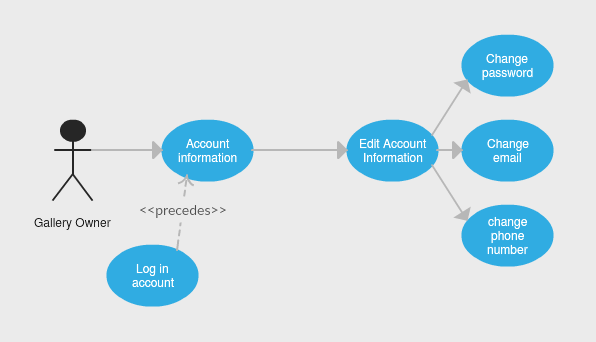 Change
password
Account
information
Edit Account
Information
Change
email
<<precedes>>
Gallery Owner
change
phone
number
Log in
account